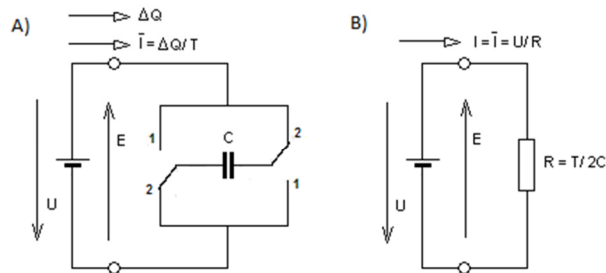 A)
ΔQ
Ī = ΔQ/T
U
E
1
C
2
2
1
B)
I = Ī = U/R
U
E
R = T/2C